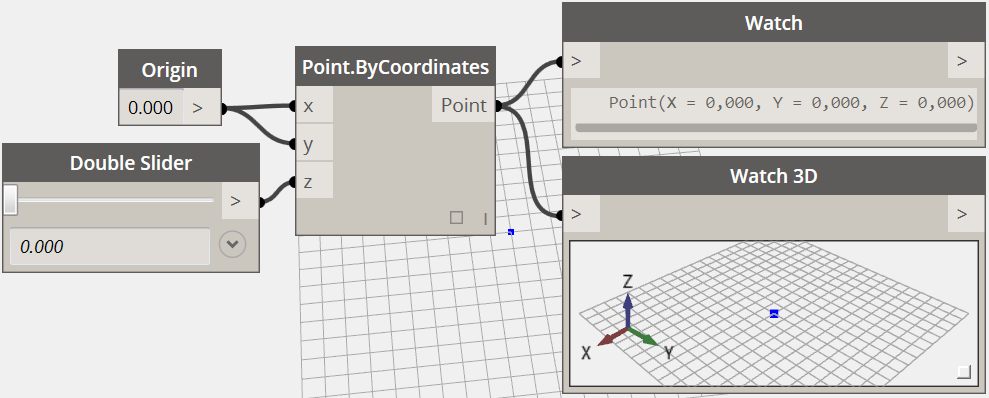 Origin
0.000 >
Double Slider
>
0.000
Point.ByCoordinates
x Point
y
z
l
Watch
> >
Point(X = 0,000, Y = 0,000, Z = 0,000)
Watch 3D
> >
Z
X Y